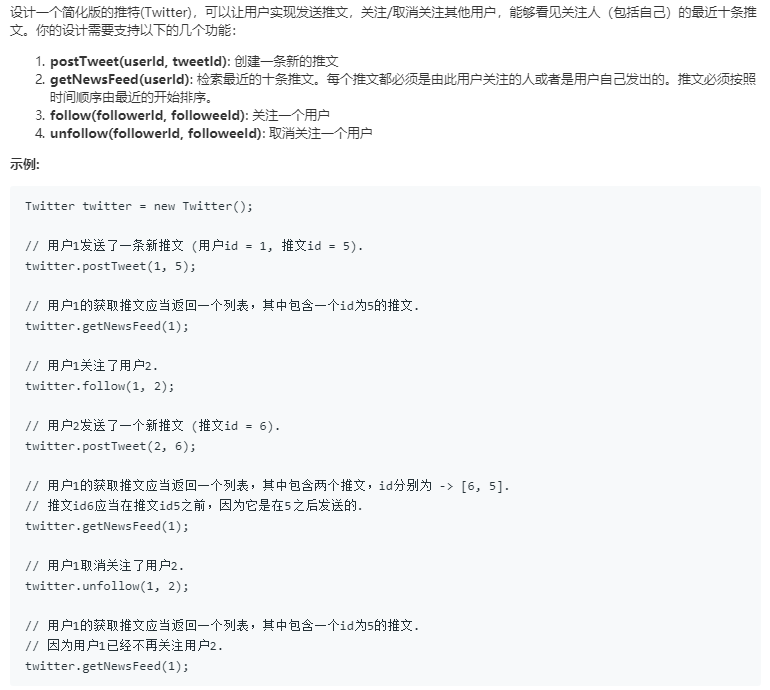 设计一个简化版的推特(Twitter)，可以让用户实现发送推文，关注/取消关注其他用户，能够看见关注人（包括自己）的最近十条推
文。你的设计需要支持以下的几个功能：
1. postTweet(userId, tweetId): 创建一条新的推文
2. getNewsFeed(userId): 检索最近的十条推文。每个推文都必须是由此用户关注的人或者是用户自己发出的。推文必须按照
时间顺序由最近的开始排序。
3. follow(followerId, followeeId): 关注一个用户
4. unfollow(followerId, followeeId): 取消关注一个用户
示例:
Twitter twitter = new Twitter();
// 用户1发送了一条新推文 (用户id = 1, 推文id = 5).
twitter.postTweet(1, 5);
// 用户1的获取推文应当返回一个列表，其中包含一个id为5的推文.
twitter.getNewsFeed(1);
// 用户1关注了用户2.
twitter.follow(1, 2);
// 用户2发送了一个新推文 (推文id = 6).
twitter.postTweet(2, 6);
// 用户1的获取推文应当返回一个列表，其中包含两个推文，id分别为 -> [6, 5].
// 推文id6应当在推文id5之前，因为它是在5之后发送的.
twitter.getNewsFeed(1);
// 用户1取消关注了用户2.
twitter.unfollow(1, 2);
// 用户1的获取推文应当返回一个列表，其中包含一个id为5的推文.
// 因为用户1已经不再关注用户2.
twitter.getNewsFeed(1);